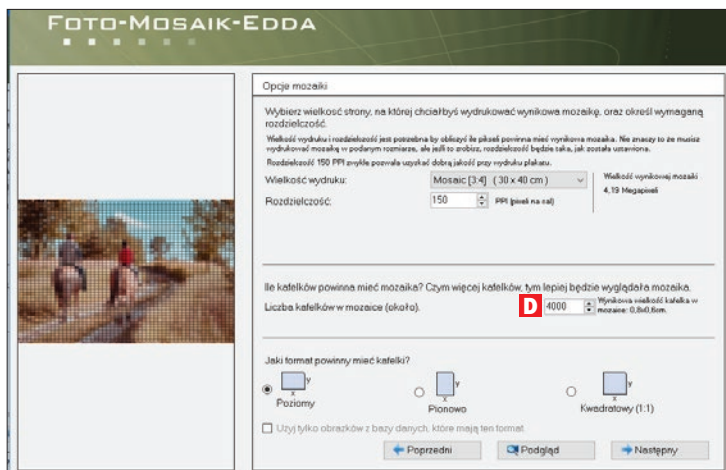 FOTO-MOSAIK-EDDA
Opcje mozaiki
Wybierz wielkosć strony, na której chciałbyś wydrukować wynikowa mozaikę, oraz określ wymaganą
rozdzielczość.
Wielkość wydruku i rozdzielczość jest potrzebna by obliczyć ile pikseli powinna mieć wynikowa mozaika. Nie znaczy to że musisz
wydrukować mozaikę w podanym rozmiarze, ale jeśli to zrobisz, rozdzielczość będzie taka, jak została ustawiona.
Rozdzielczość 150 PPI zwykle pozwala uzyskać dobrą jakość przy wydruku plakatu.
Wielkość wydruku:
Mosaic [3:4] ( 30 x 40 cm )
Wielkość wynikowej mozaiki
4,19 Megapixeli
Rozdzielczość:
150
PPI (pixeli na cal)
Ile kafelków powinna mieć mozaika? Czym więcej kafelków, tym lepiej będzie wyglądała mozaika.
Liczba kafelków w mozaice (około).
D
4000
Wynikowa wielkość kafelka w
mozaice: 0,8x0,6cm.
Jaki format powinny mieć kafelki?
y
x
Poziomy
y
x
Pionowo
y
x
Kwadratowy (1:1)
Użyj tylko obrazków z bazy danych, które mają ten format.
Poprzedni
Podgląd
Następny